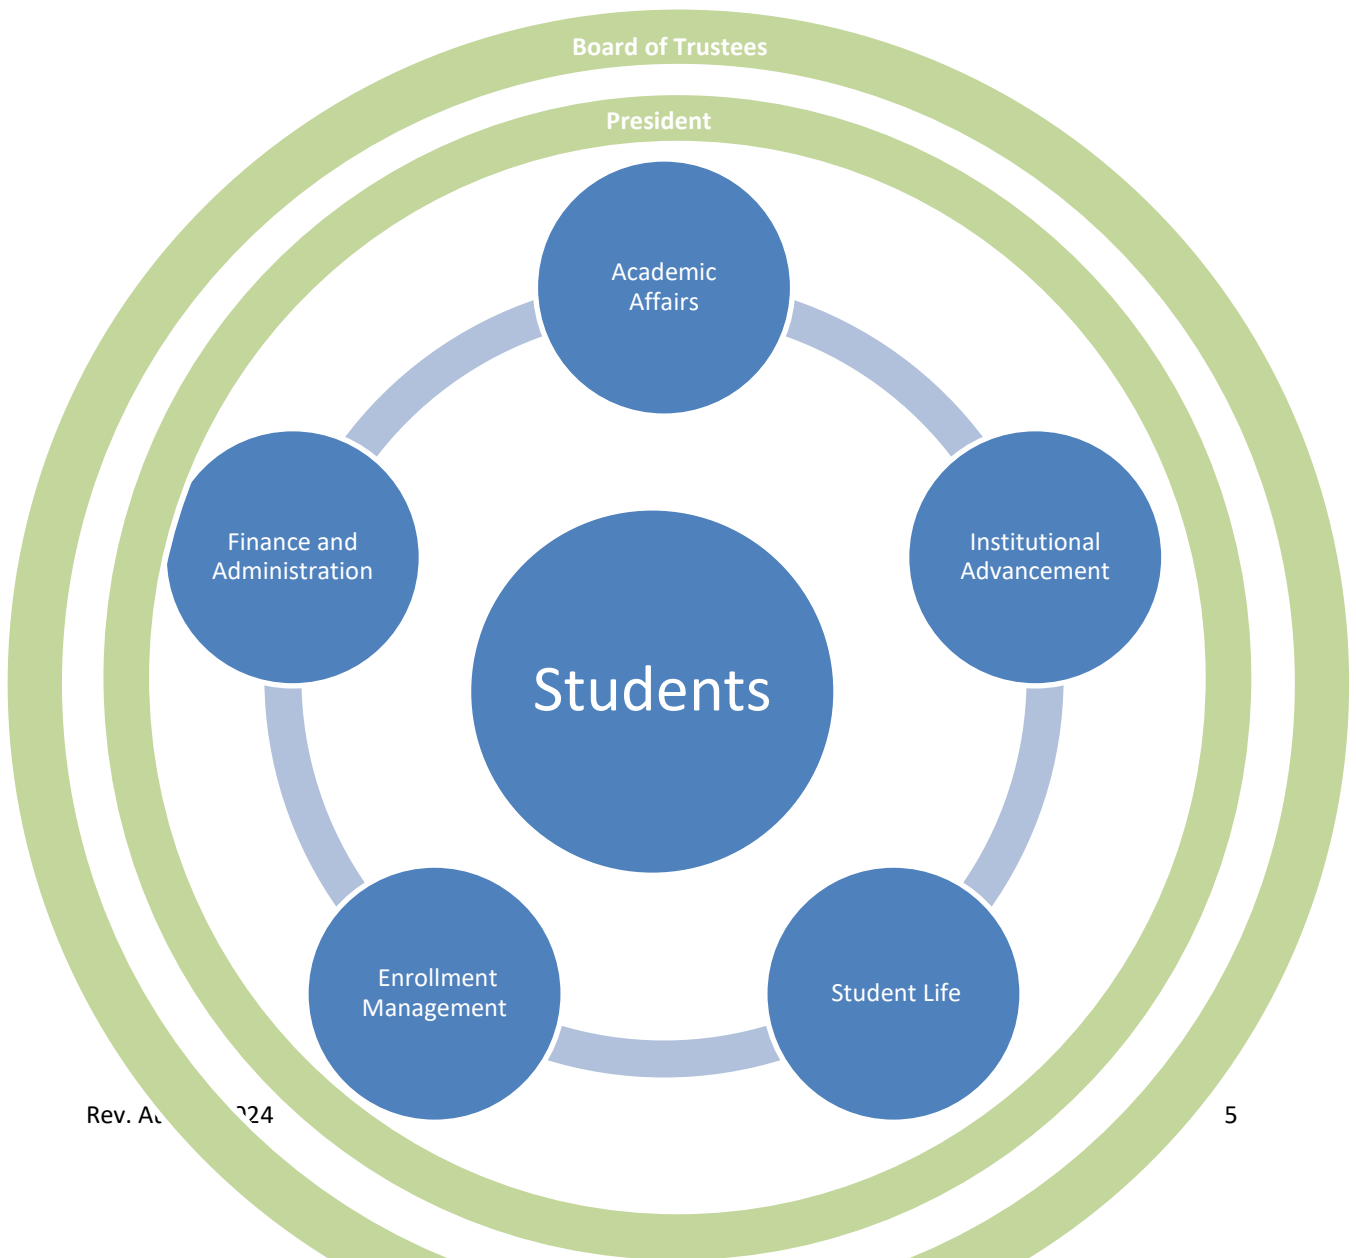 Board of Trustees
President
Academic
Affairs
Finance and
Administration
Institutional
Advancement
Students
Enrollment
Management
Student Life
Rev.
5